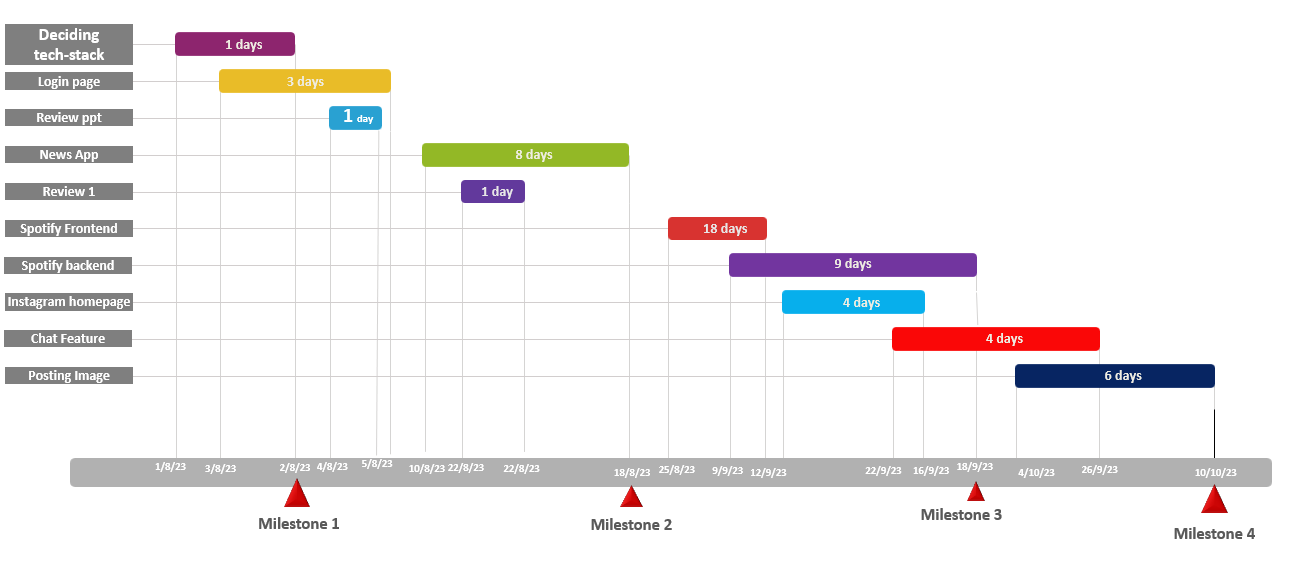 Deciding
tech-stack
1 days
Login page
3 days
Review ppt
1 day
News App
8 days
Review 1
1 day
Spotify Frontend
18 days
Spotify backend
9 days
Instagram homepage
4 days
Chat Feature
4 days
Posting Image
6 days
1/8/23
3/8/23
2/8/23
4/8/23
5/8/23
10/8/23
22/8/23
22/8/23
18/8/23
25/8/23
9/9/23
12/9/23
22/9/23
16/9/23
18/9/23
4/10/23
26/9/23
10/10/23
Milestone 1
Milestone 2
Milestone 3
Milestone 4